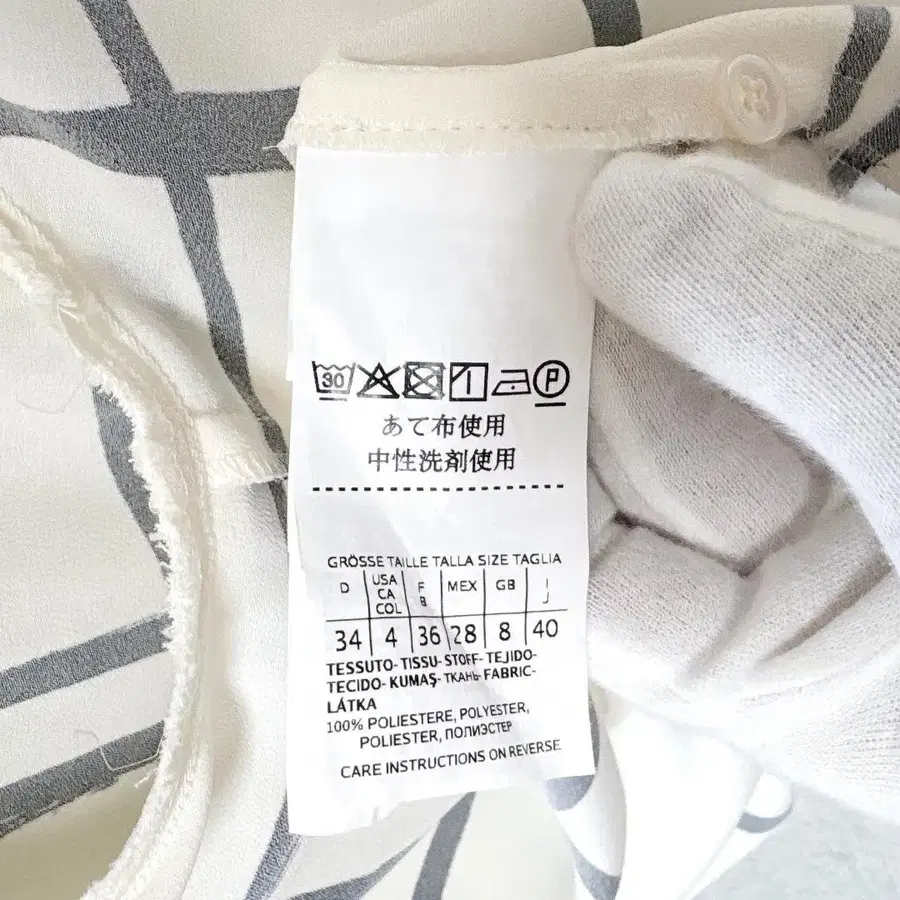 30 P
あて布使用
中性洗剤使用
GRÖSSE TAILLE TALLA SIZE TAGLIA
D USA CA COL F B MEX GB I J
34 4 36 28 8 40
TESSUTO- TISSU- STOFF- TEJIDO-
TECIDO- KUMAŞ- ТКАНЬ- FABRIC-
LÁTKA
100% POLIESTERE, POLYESTER,
POLIESTER, ПОЛИЭСТЕР
CARE INSTRUCTIONS ON REVERSE